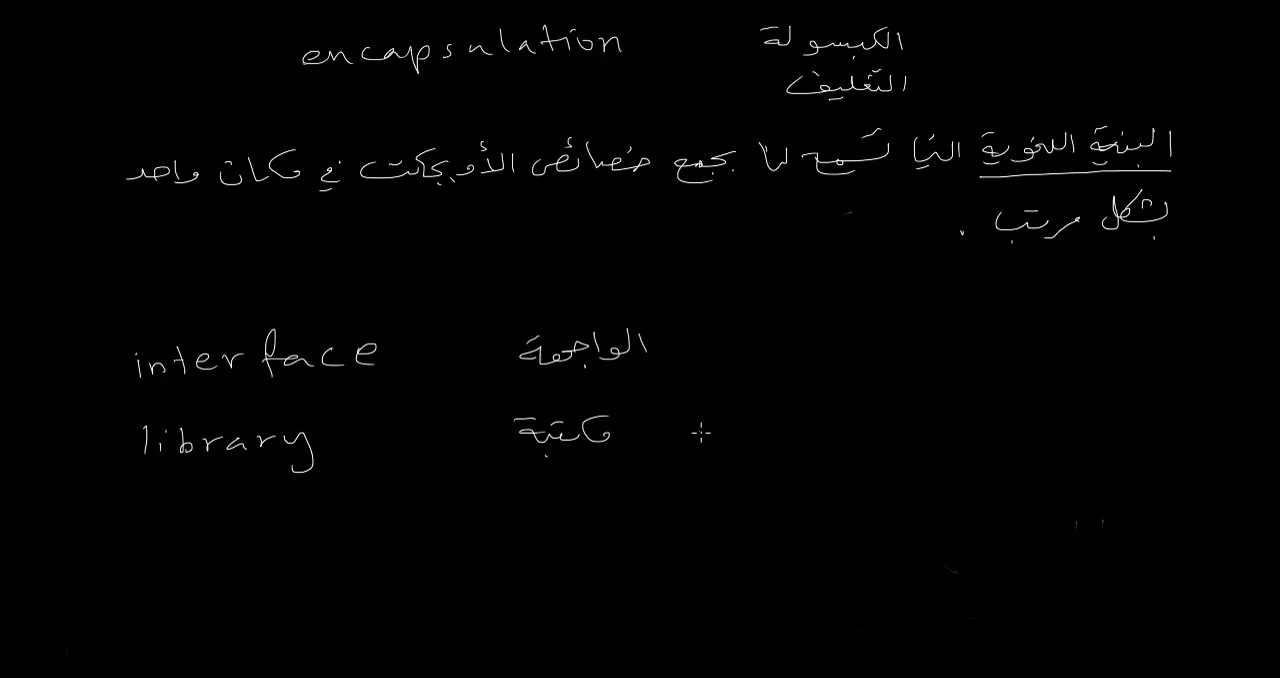 encapsulation الكبسولة
التغليف
البنية اللغوية التي تسمح لنا بجمع خصائص الأوبجكت في مكان واحد
بشكل مرتب .
interface الواجهة
library مكتبة